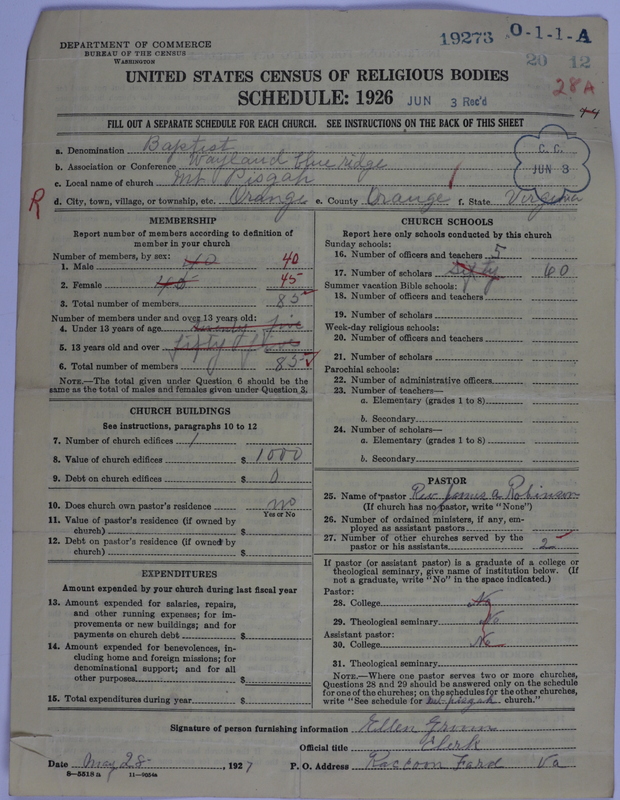 DEPARTMENT OF COMMERCE
BUREAU OF THE CENSUS
WASHINGTON
19273 O-1-1-A
20 12
28A
44
UNITED STATES CENSUS OF RELIGIOUS BODIES
SCHEDULE: 1926 JUN 3 Rec'd
FILL OUT A SEPARATE SCHEDULE FOR EACH CHURCH. SEE INSTRUCTIONS ON THE BACK OF THIS SHEET
C. C.
JUN 3
a. Denomination Baptist
b. Association or Conference Wayland Blue ridge
c. Local name of church Mt Pisgah
R
d. City, town, village, or township, etc. Orange e. County Orange f. State Virginia
MEMBERSHIP
Report number of members according to definition of
member in your church
Number of members, by sex:
1. Male 40 40
2. Female 45 45
3. Total number of members 85
Number of members under and over 13 years old:
4. Under 13 years of age twenty five
5. 13 years old and over fifty five
6. Total number of members 85
NOTE.—The total given under Question 6 should be the
same as the total of males and females given under Question 3.
CHURCH BUILDINGS
See instructions, paragraphs 10 to 12
7. Number of church edifices 1
8. Value of church edifices $ 1000
9. Debt on church edifices $ 0
10. Does church own pastor's residence no
Yes or No
11. Value of pastor's residence (if owned by
church) $
12. Debt on pastor's residence (if owned by
church) $
EXPENDITURES
Amount expended by your church during last fiscal year
13. Amount expended for salaries, repairs,
and other running expenses; for im-
provements or new buildings; and for
payments on church debt $
14. Amount expended for benevolences, in-
cluding home and foreign missions; for
denominational support; and for all
other purposes $
15. Total expenditures during year $
CHURCH SCHOOLS
Report here only schools conducted by this church
Sunday schools:
16. Number of officers and teachers 5
17. Number of scholars sixty 60
Summer vacation Bible schools:
18. Number of officers and teachers
19. Number of scholars
Week-day religious schools:
20. Number of officers and teachers
21. Number of scholars
Parochial schools:
22. Number of administrative officers
23. Number of teachers—
a. Elementary (grades 1 to 8)
b. Secondary
24. Number of scholars—
a. Elementary (grades 1 to 8)
b. Secondary
PASTOR
25. Name of pastor Rev James A Robinson
(If church has no pastor, write "None")
26. Number of ordained ministers, if any, em-
ployed as assistant pastors
27. Number of other churches served by the
pastor or his assistants 2
If pastor (or assistant pastor) is a graduate of a college or
theological seminary, give name of institution below. (If
not a graduate, write "No" in the space indicated.)
Pastor:
28. College No
29. Theological seminary No
Assistant pastor:
30. College No
31. Theological seminary
NOTE.—Where one pastor serves two or more churches,
Questions 28 and 29 should be answered only on the schedule
for one of the churches; on the schedules for the other churches,
write "See schedule for Mt pisgah church."
Signature of person furnishing information Ellen
Official title Clerk
Date May 28, 1927 P. O. Address Raccoon Ford Va
8—5518 a 11—9054a